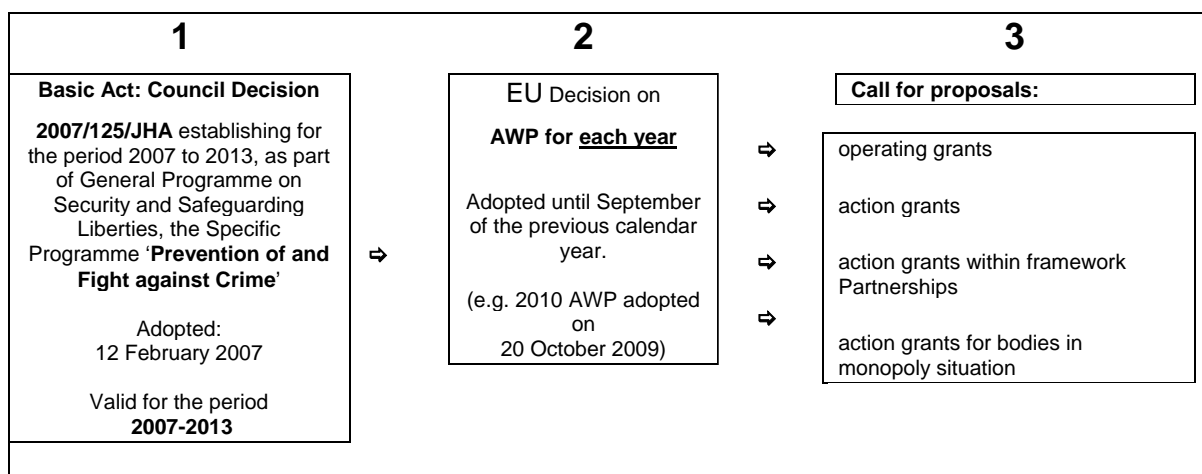 1
2
3
Basic Act: Council Decision
2007/125/JHA establishing for
the period 2007 to 2013, as part
of General Programme on
Security and Safeguarding
Liberties, the Specific
Programme ‘Prevention of and
Fight against Crime’
Adopted:
12 February 2007
Valid for the period
2007-2013
⇨
EU Decision on
AWP for each year
Adopted until September
of the previous calendar
year.
(e.g. 2010 AWP adopted
on
20 October 2009)
Call for proposals:
⇨ operating grants
⇨ action grants
⇨ action grants within framework
Partnerships
⇨ action grants for bodies in
monopoly situation